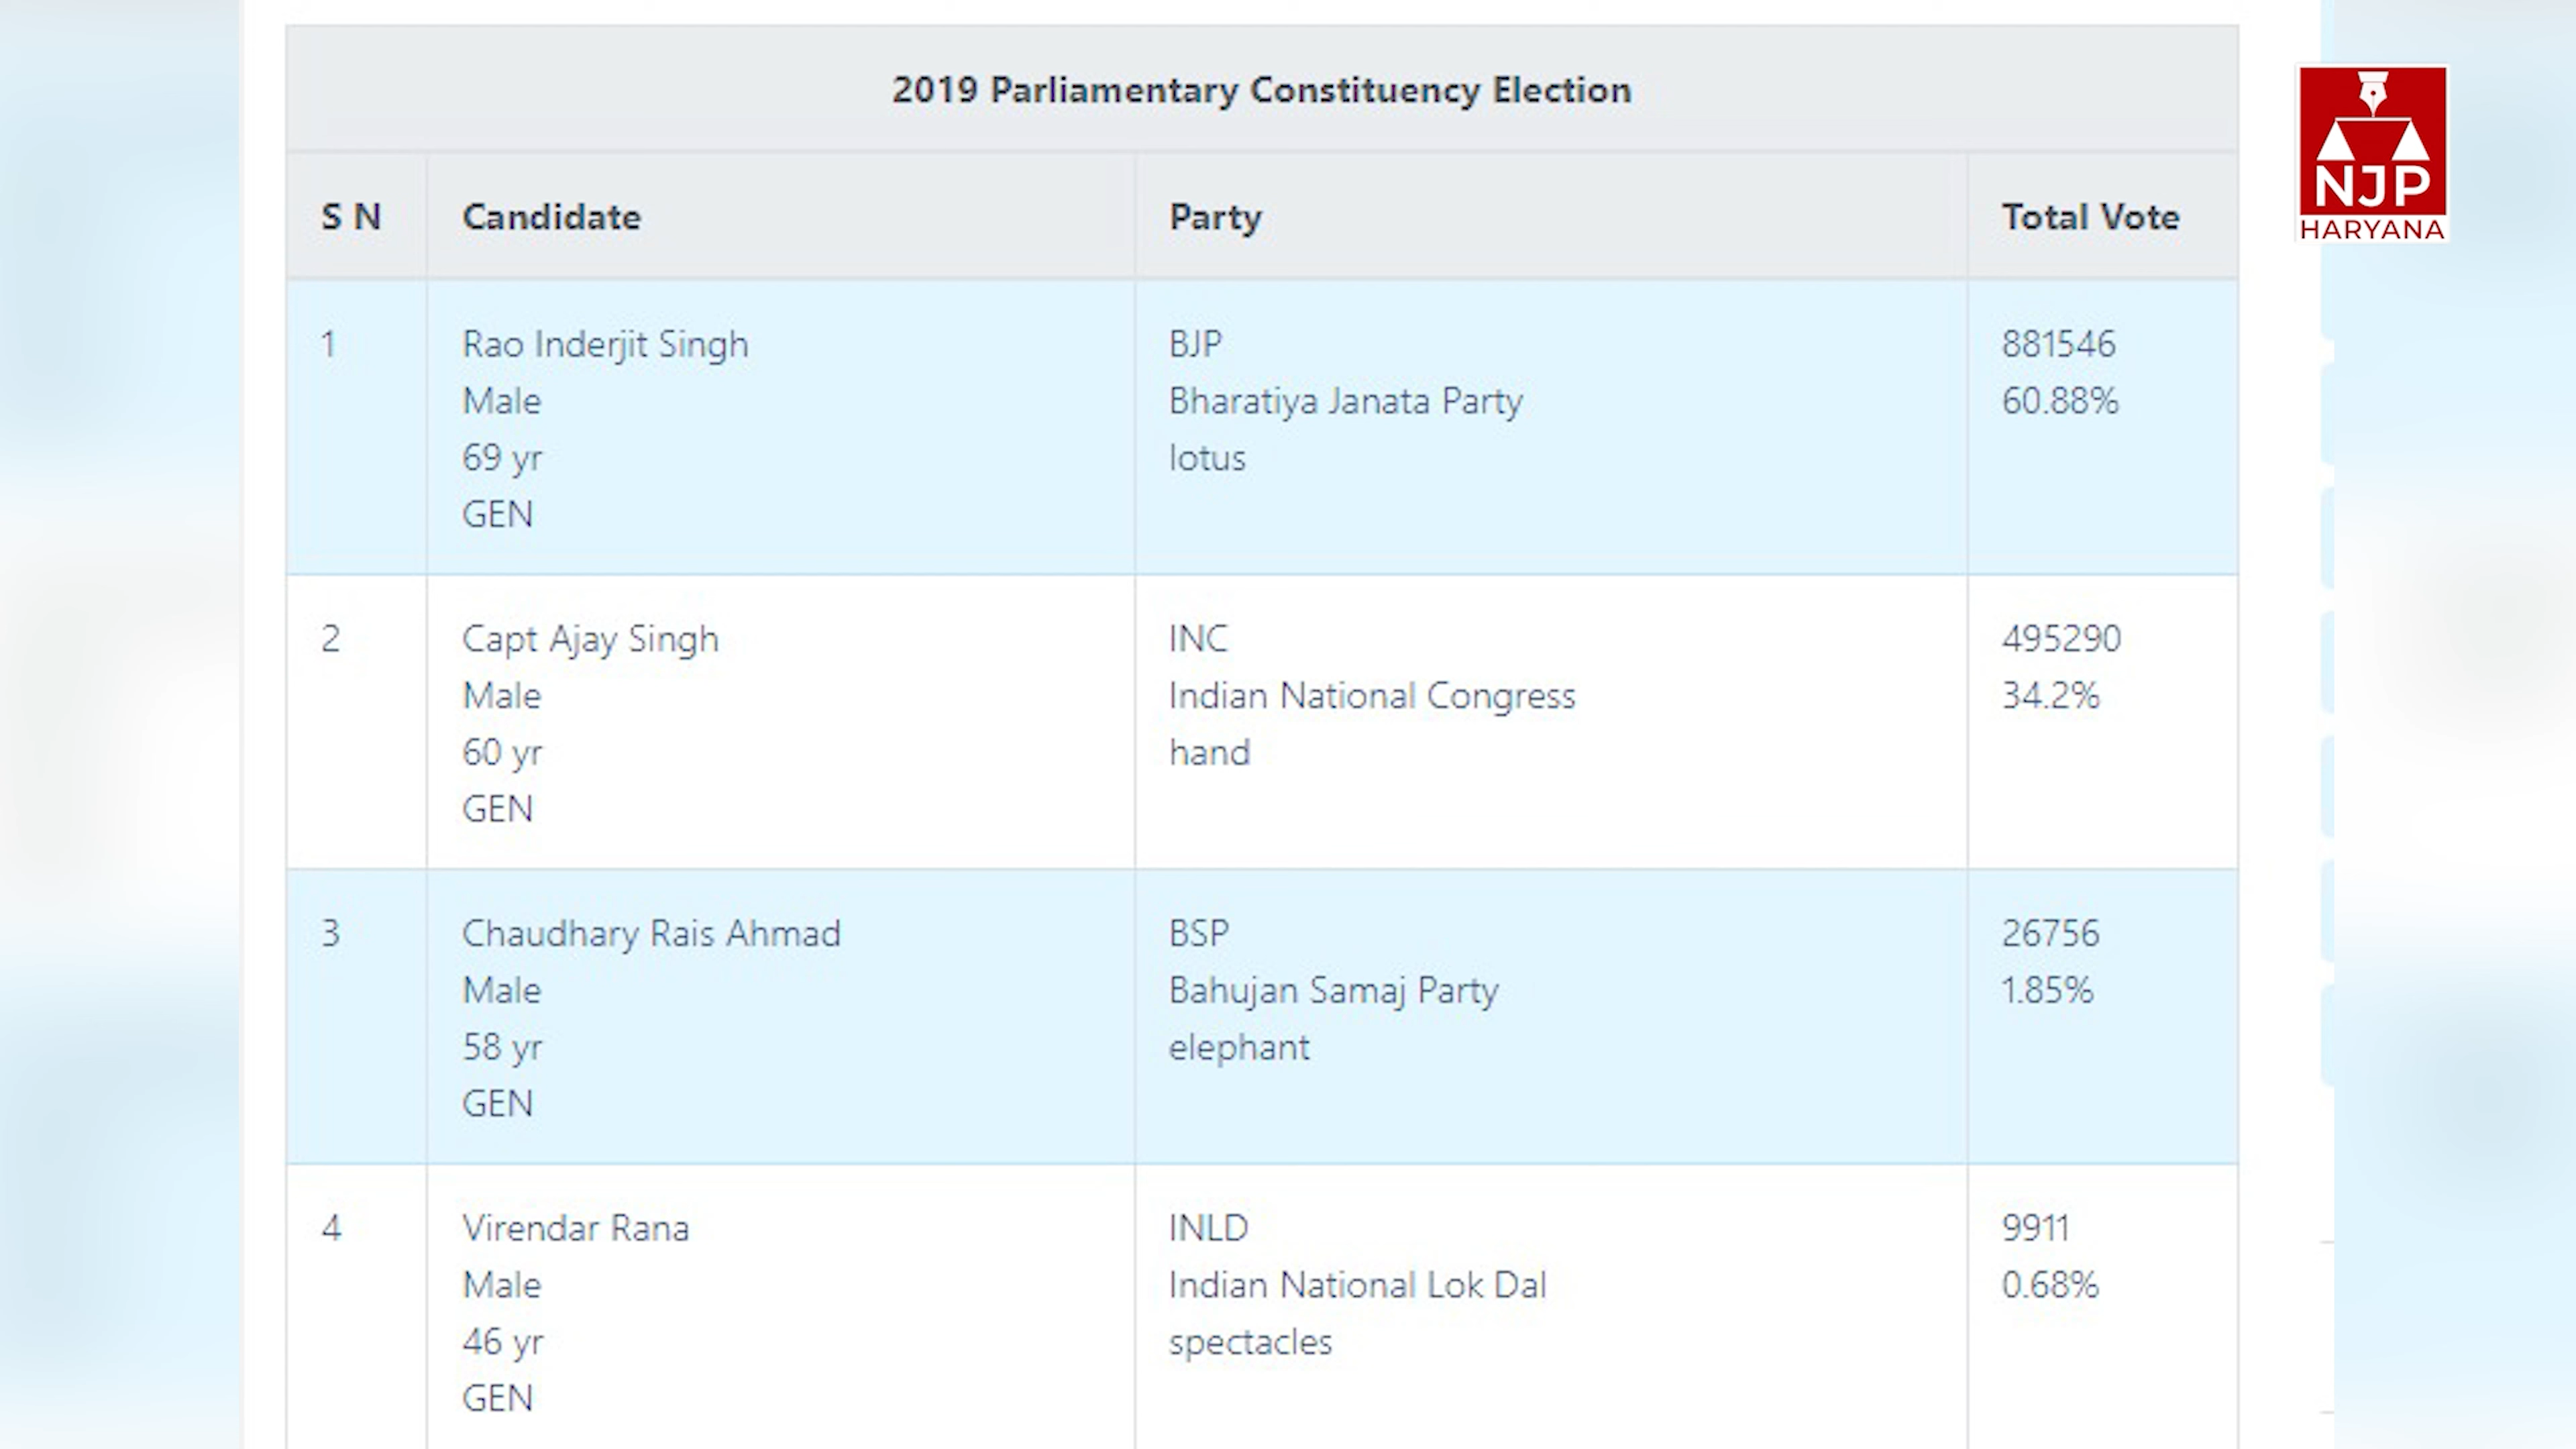 2019 Parliamentary Constituency Election
S N Candidate Party Total Vote
1 Rao Inderjit Singh BJP 881546
Male Bharatiya Janata Party 60.88%
69 yr lotus
GEN
2 Capt Ajay Singh INC 495290
Male Indian National Congress 34.2%
60 yr hand
GEN
3 Chaudhary Rais Ahmad BSP 26756
Male Bahujan Samaj Party 1.85%
58 yr elephant
GEN
4 Virendar Rana INLD 9911
Male Indian National Lok Dal 0.68%
46 yr spectacles
GEN
NJP
HARYANA